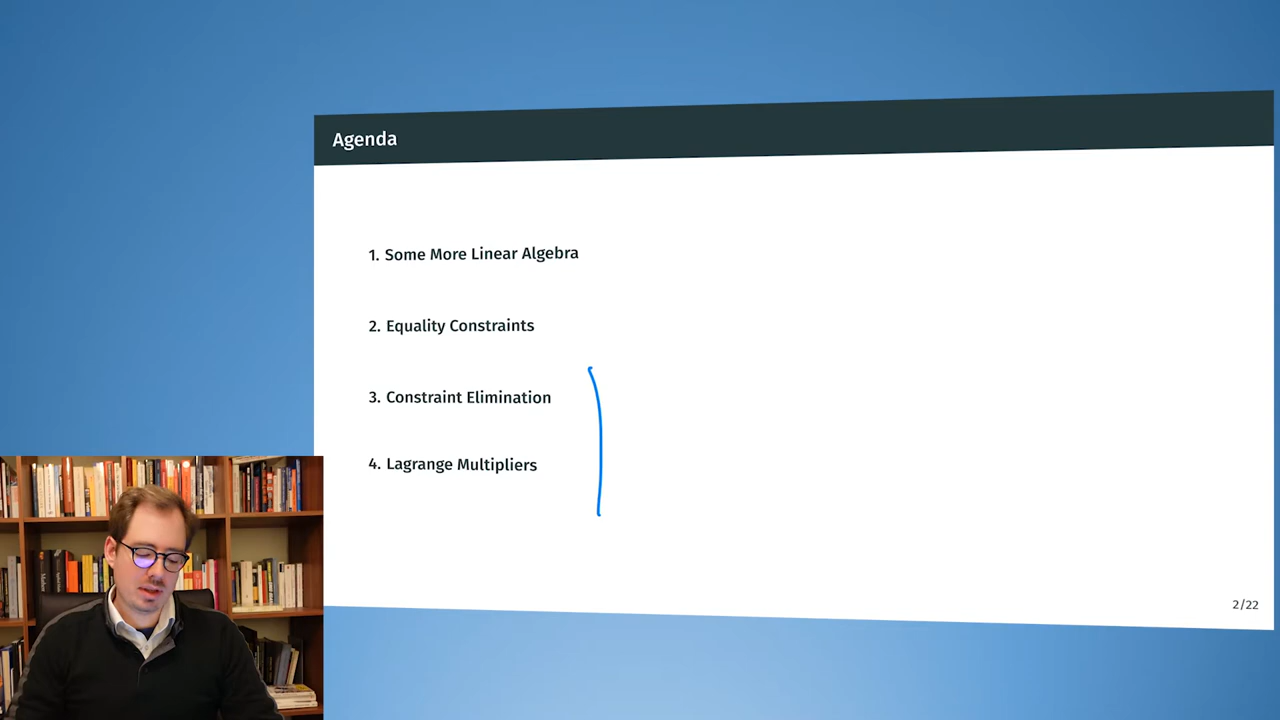 Agenda
1. Some More Linear Algebra
2. Equality Constraints
3. Constraint Elimination
4. Lagrange Multipliers
2/22